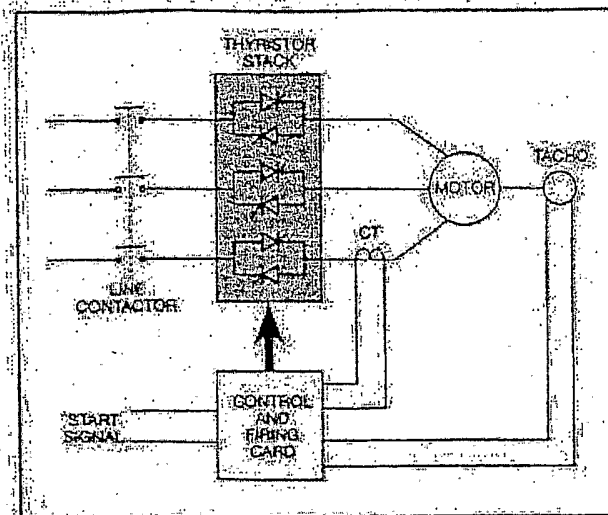 THYRISTOR
STACK
TACHO
MOTOR
CT
LINE
CONTACTOR
CONTROL
AND
FIRING
CARD
START
SIGNAL